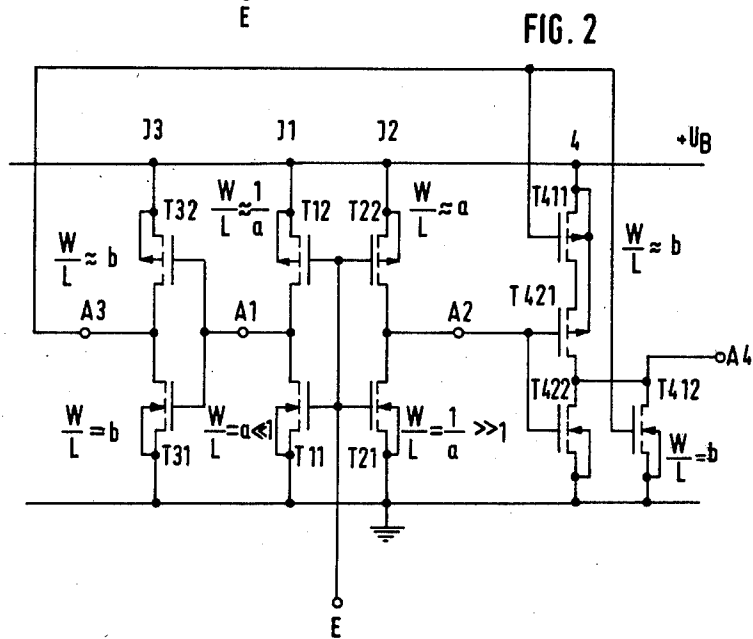 E
FIG. 2
J3 J1 J2 4 +UB
T32 W/L≈1/a T12 T22 W/L≈a T411
W/L≈b W/L≈b
T421
A3 A1 A2 A4
T422 T412
W/L=b W/L=a≪1 W/L=1/a ≫1
T31 T11 T21 W/L=b
E